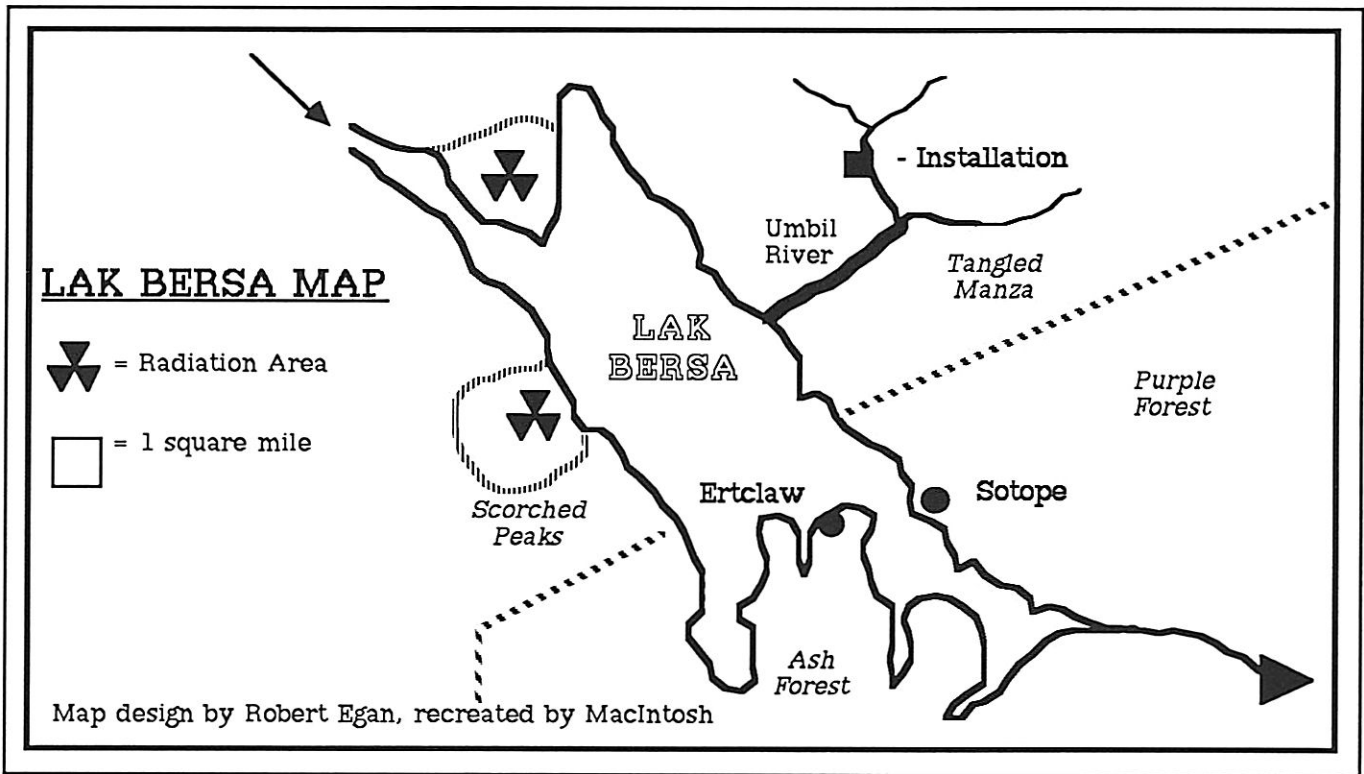 - Installation
Umbil
River
Tangled
Manza
LAK BERSA MAP
LAK
BERSA
= Radiation Area
Purple
Forest
= 1 square mile
Ertclaw
Sotope
Scorched
Peaks
Ash
Forest
Map design by Robert Egan, recreated by MacIntosh